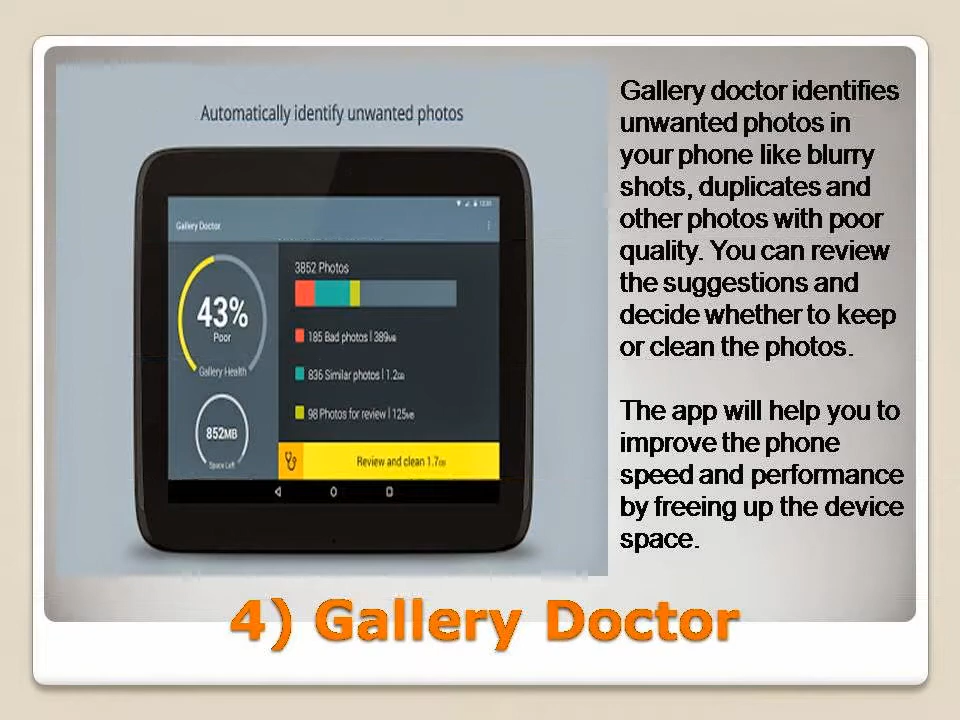 Automatically identify unwanted photos
12:31
Gallery Doctor
43%
Poor
Gallery Health
852MB
Space Left
3852 Photos
185 Bad photos | 389MB
836 Similar photos | 1.2GB
98 Photos for review | 125MB
Review and clean 1.7GB
Gallery doctor identifies
unwanted photos in
your phone like blurry
shots, duplicates and
other photos with poor
quality. You can review
the suggestions and
decide whether to keep
or clean the photos.
The app will help you to
improve the phone
speed and performance
by freeing up the device
space.
4) Gallery Doctor